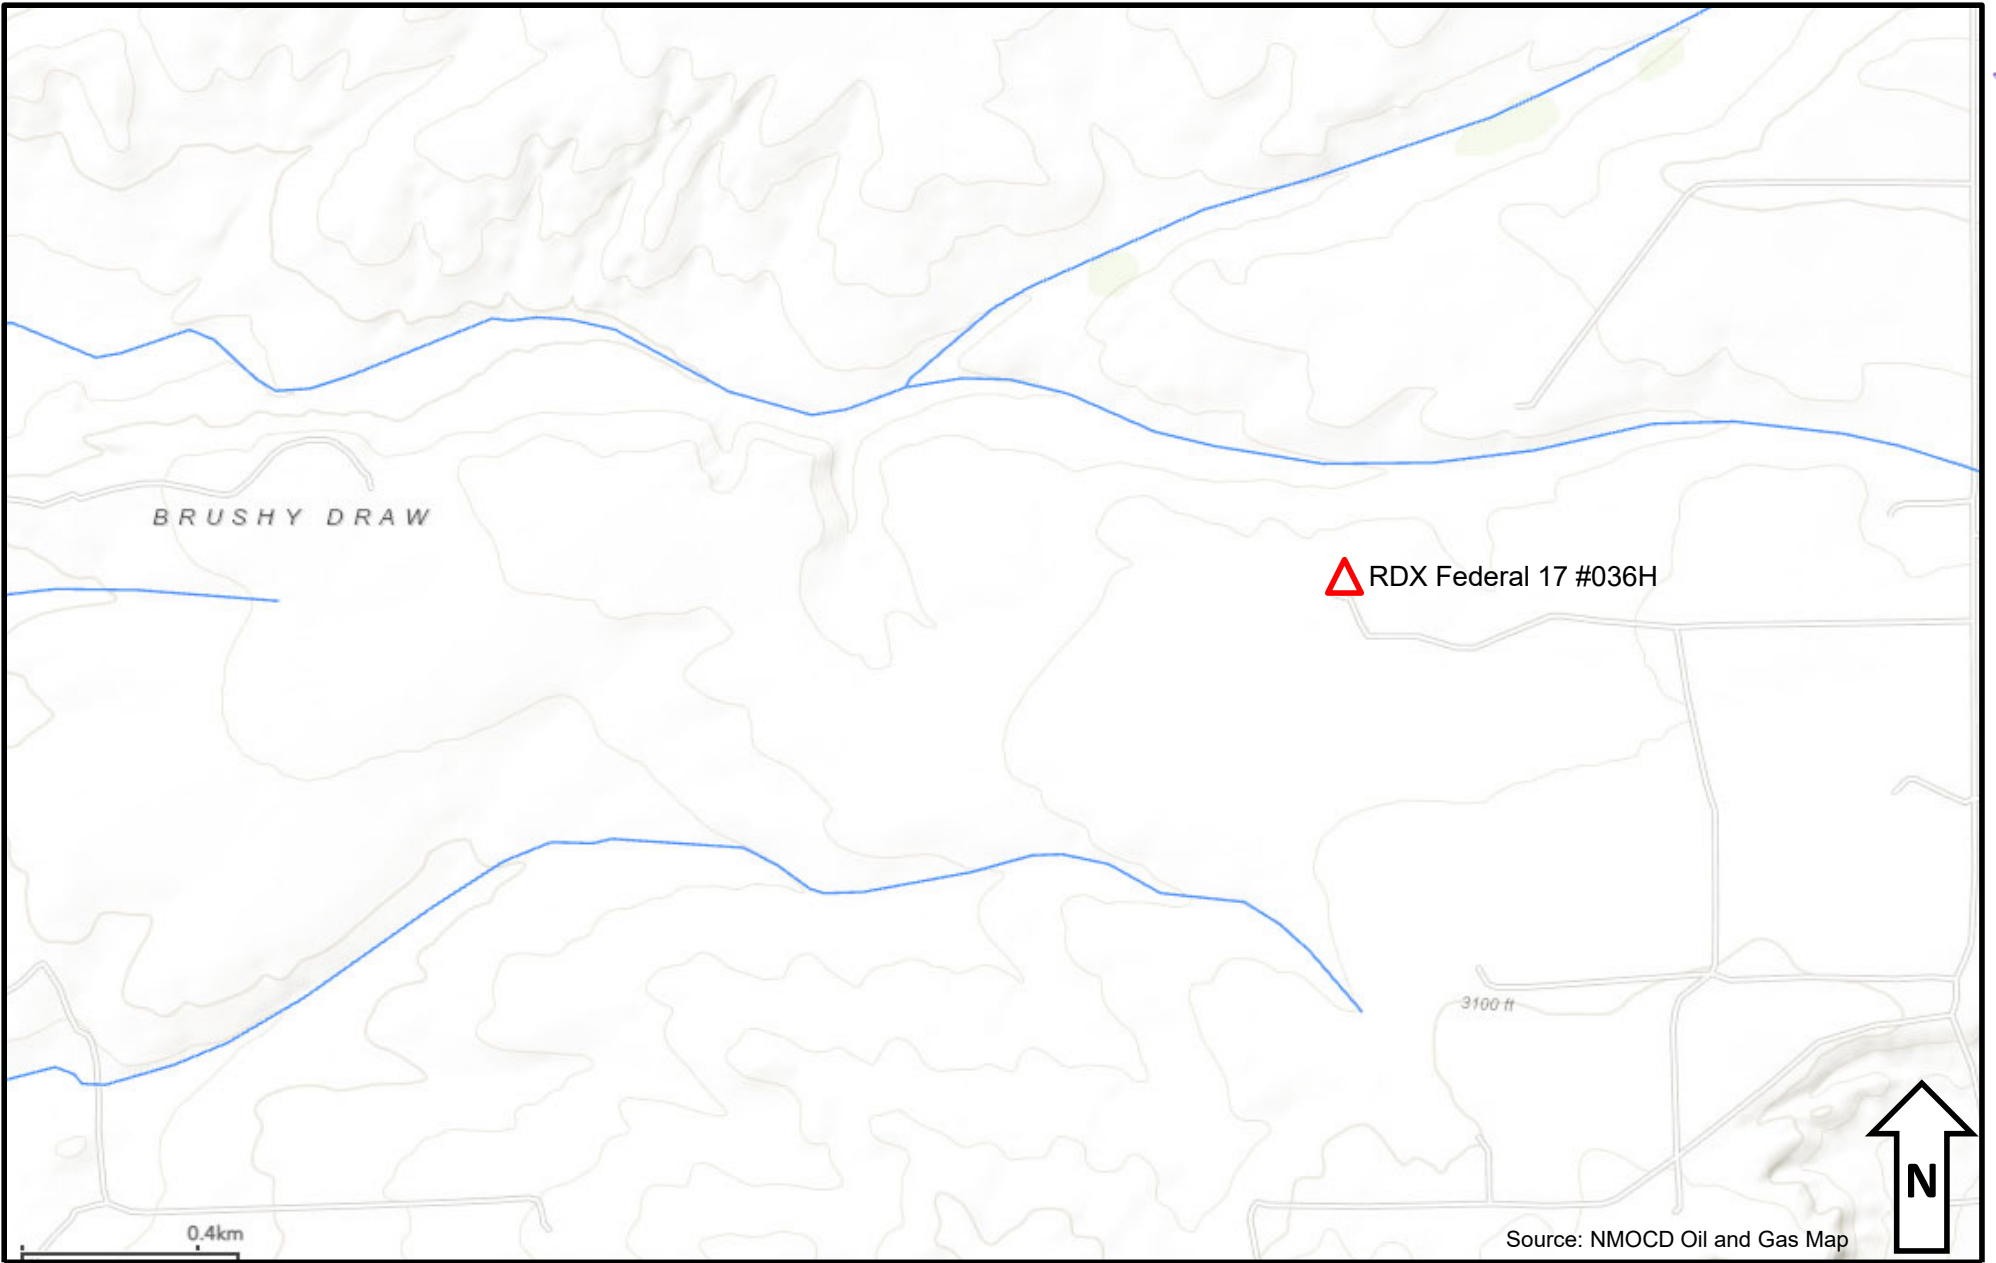 BRUSHY DRAW
RDX Federal 17 #036H
3100 ft
N
0.4km
Source: NMOCD Oil and Gas Map